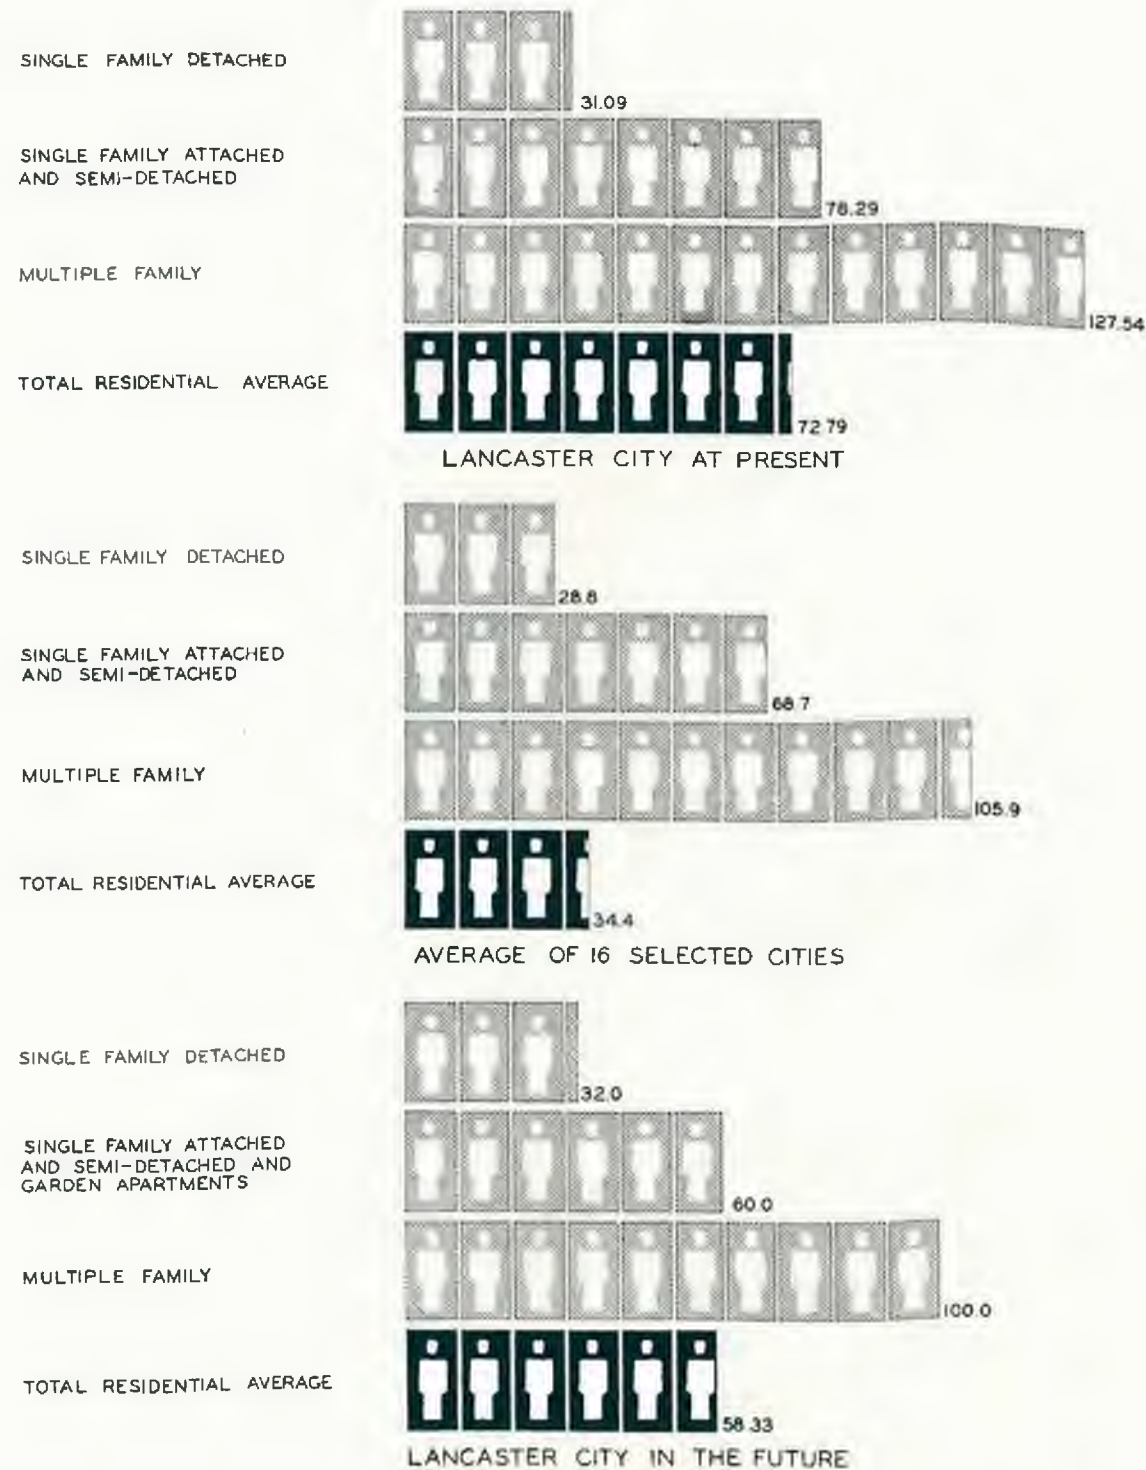 SINGLE FAMILY DETACHED
31.09
SINGLE FAMILY ATTACHED
AND SEMI-DETACHED
78.29
MULTIPLE FAMILY
127.54
TOTAL RESIDENTIAL AVERAGE
72.79
LANCASTER CITY AT PRESENT
SINGLE FAMILY DETACHED
28.8
SINGLE FAMILY ATTACHED
AND SEMI-DETACHED
68.7
MULTIPLE FAMILY
105.9
TOTAL RESIDENTIAL AVERAGE
34.4
AVERAGE OF 16 SELECTED CITIES
SINGLE FAMILY DETACHED
32.0
SINGLE FAMILY ATTACHED
AND SEMI-DETACHED AND
GARDEN APARTMENTS
60.0
MULTIPLE FAMILY
100.0
TOTAL RESIDENTIAL AVERAGE
58.33
LANCASTER CITY IN THE FUTURE